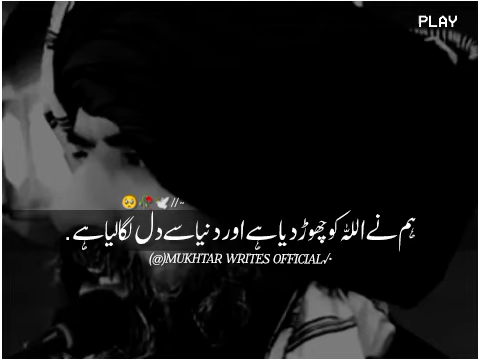 PLAY
🥺🥀🕊️//~
ہم نے اللہ کو چھوڑ دیا ہے اور دنیا سے دل لگا لیا ہے .
(@)MUKHTAR WRITES OFFICIAL√•